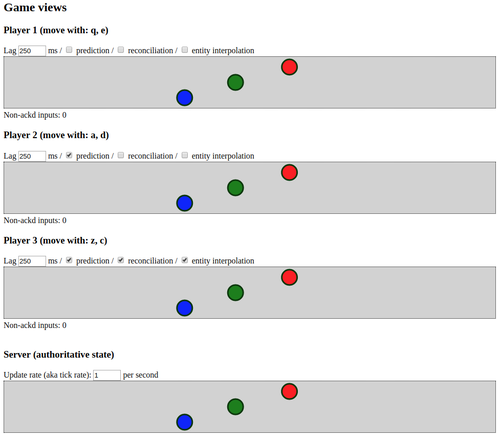 Game views
Player 1 (move with: q, e)
Lag 250 ms / prediction / reconciliation / entity interpolation
Non-ackd inputs: 0
Player 2 (move with: a, d)
Lag 250 ms / prediction / reconciliation / entity interpolation
Non-ackd inputs: 0
Player 3 (move with: z, c)
Lag 250 ms / prediction / reconciliation / entity interpolation
Non-ackd inputs: 0
Server (authoritative state)
Update rate (aka tick rate): 1 per second